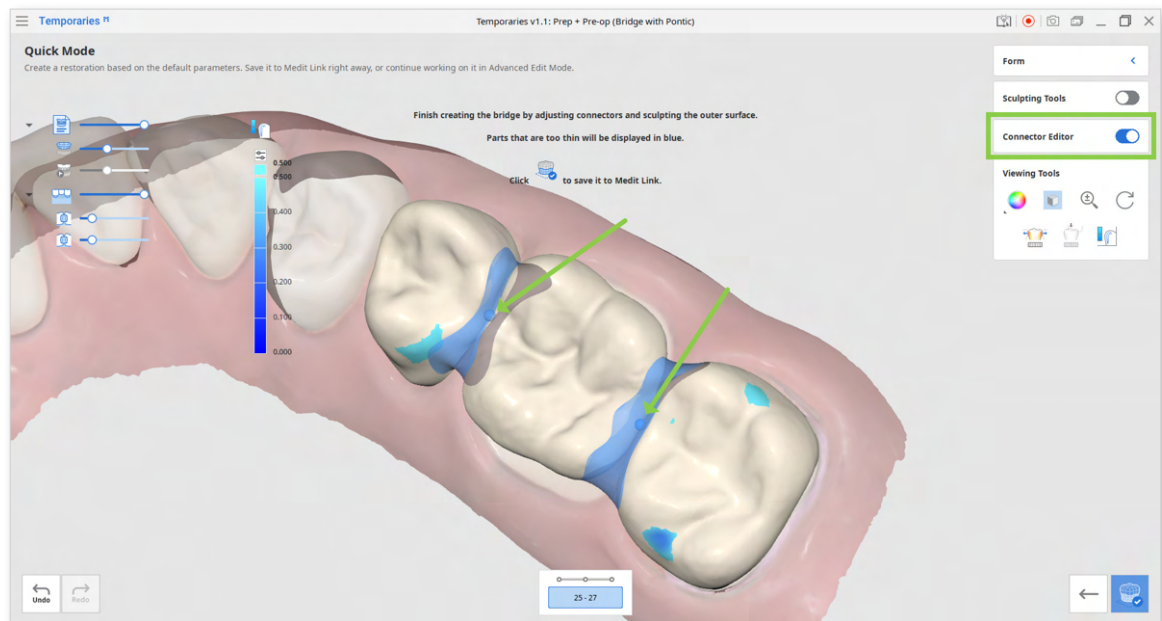 Temporaries
Temporaries v1.1: Prep + Pre-op (Bridge with Pontic)
Quick Mode
Create a restoration based on the default parameters. Save it to Medit Link right away, or continue working on it in Advanced Edit Mode.
Finish creating the bridge by adjusting connectors and sculpting the outer surface.
Parts that are too thin will be displayed in blue.
Click to save it to Medit Link.
Form
Sculpting Tools
Connector Editor
Viewing Tools
0.500
0.500
0.400
0.300
0.200
0.100
0.000
Undo
Redo
25 - 27